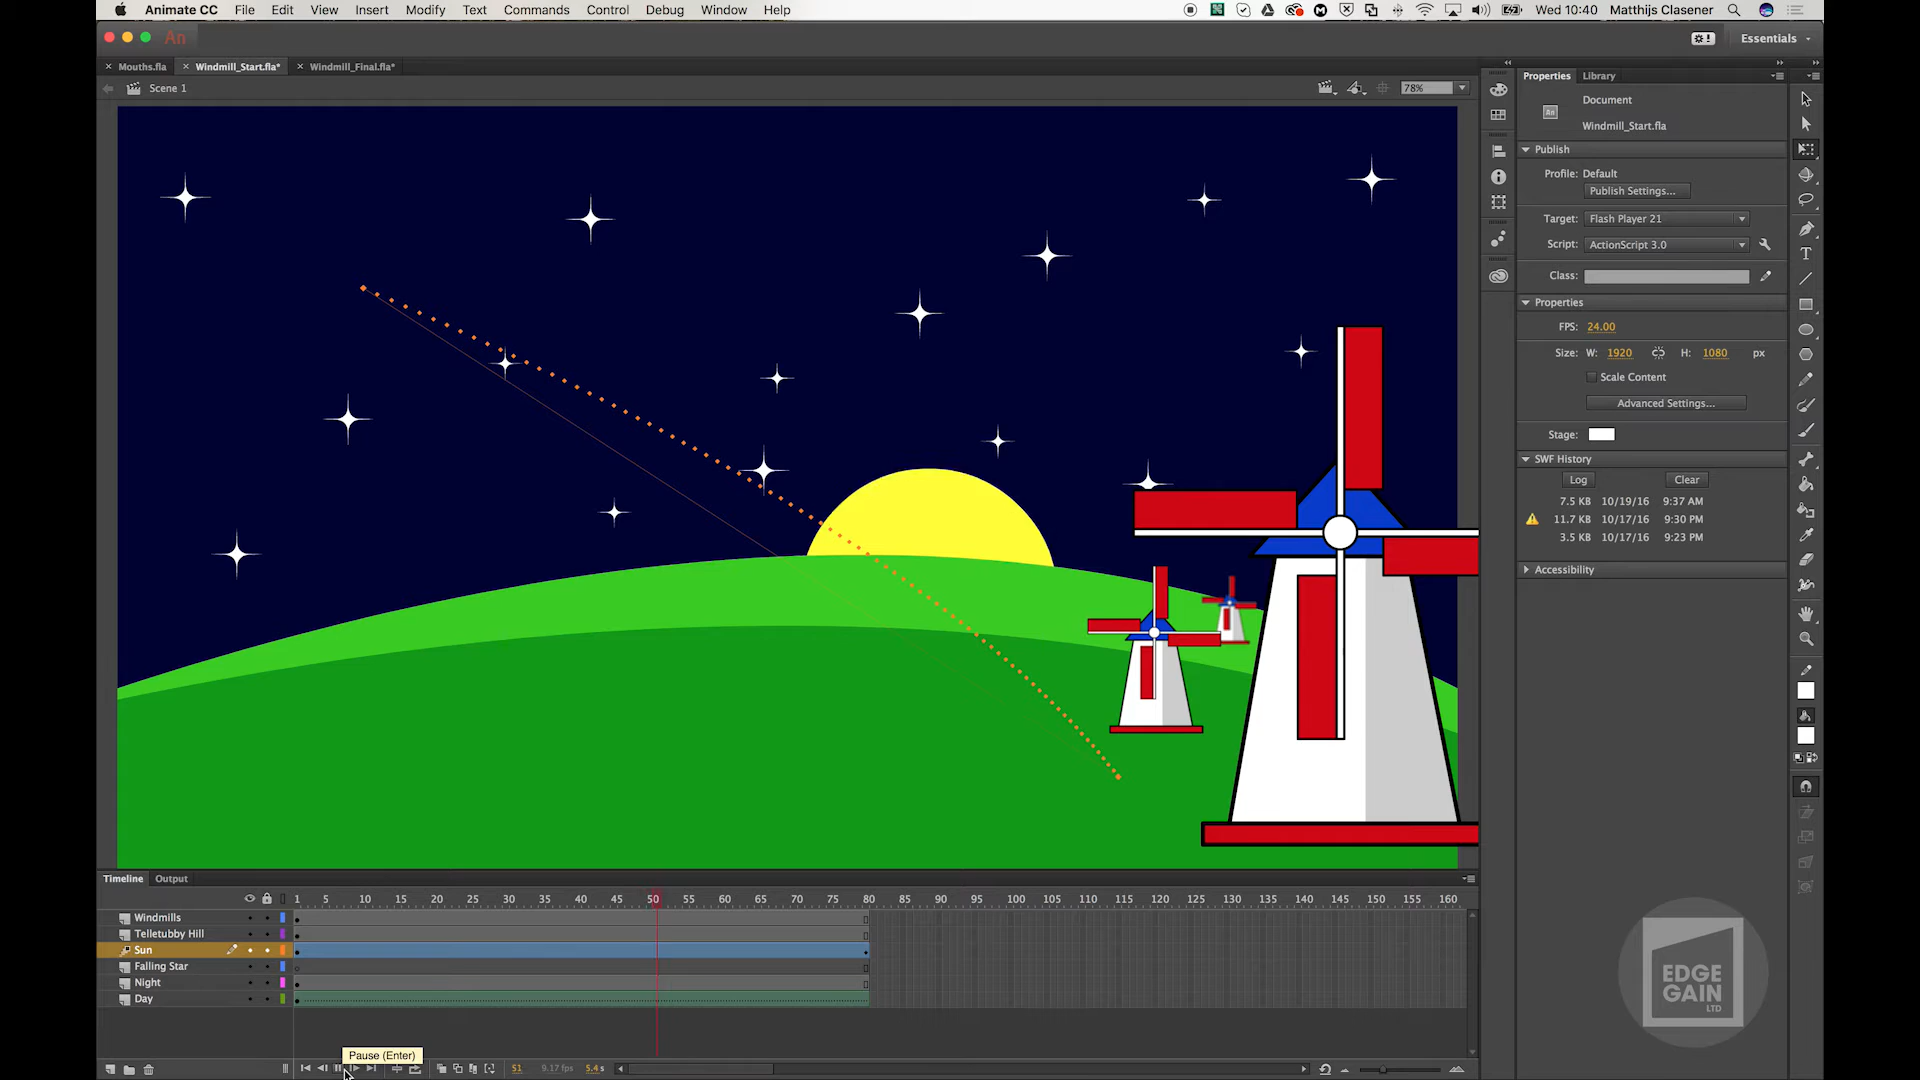 Animate CC File Edit View Insert Modify Text Commands Control Debug Window Help Wed 10:40 Matthijs Clasener
An Essentials
Mouths.fla Windmill_Start.fla* Windmill_Final.fla*
Scene 1 78%
Properties Library
Document
An Windmill_Start.fla
Publish
Profile: Default
Publish Settings...
Target: Flash Player 21
Script: ActionScript 3.0
Class:
Properties
FPS: 24.00
Size: W: 1920 H: 1080 px
Scale Content
Advanced Settings...
Stage:
SWF History
Log Clear
7.5 KB 10/19/16 9:37 AM
11.7 KB 10/17/16 9:30 PM
3.5 KB 10/17/16 9:23 PM
Accessibility
Timeline Output
1 5 10 15 20 25 30 35 40 45 50 55 60 65 70 75 80 85 90 95 100 105 110 115 120 125 130 135 140 145 150 155 160
Windmills
Telletubby Hill
Sun
Falling Star
Night
Day
Pause (Enter)
51 9.17 fps 5.4 s
EDGE
GAIN
LTD